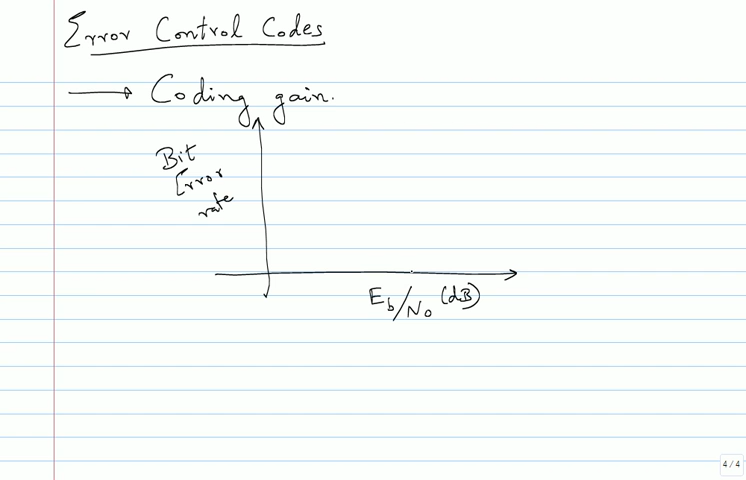 Error Control Codes
→ Coding gain.
Bit
Error
rate
Eb/No (dB)
4 / 4